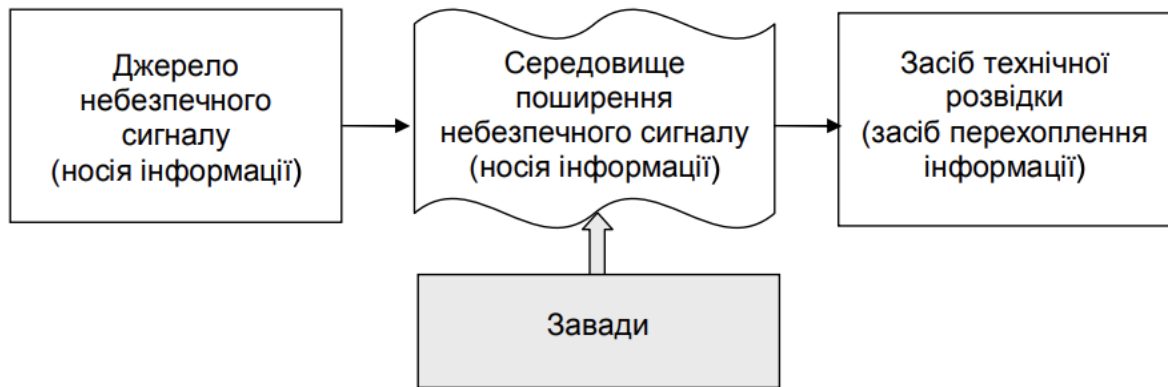 Джерело
небезпечного
сигналу
(носія інформації)
Середовище
поширення
небезпечного сигналу
(носія інформації)
Засіб технічної
розвідки
(засіб перехоплення
інформації)
Завади